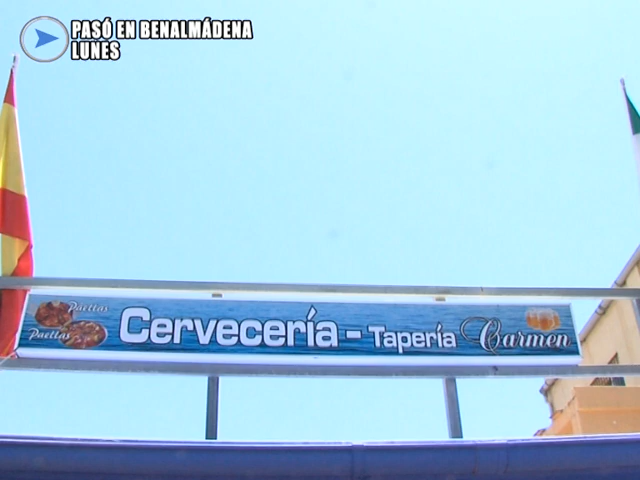 PASÓ EN BENALMÁDENA
LUNES
Paellas
Paellas
Cervecería - Tapería Carmen